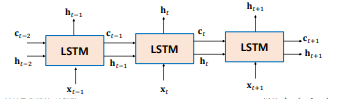 h_{t−1} h_t h_{t+1}
c_{t−2} c_{t−1} c_t c_{t+1}
LSTM LSTM LSTM
h_{t−2} h_{t−1} h_t h_{t+1}
x_{t−1} x_t x_{t+1}